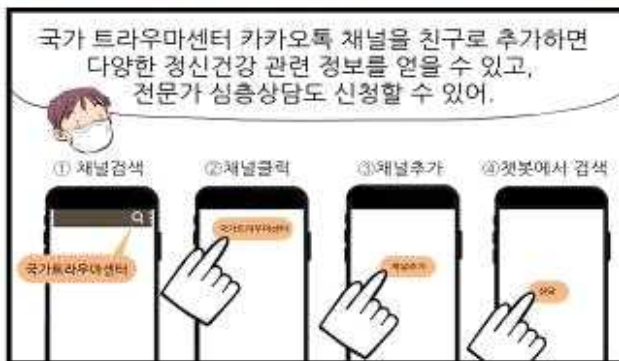 국가 트라우마센터 카카오톡 채널을 친구로 추가하면
다양한 정신건강 관련 정보를 얻을 수 있고,
전문가 심층상담도 신청할 수 있어.
① 채널검색
②채널클릭
③채널추가
④챗봇에서 검색
국가트라우마센터
국가트라우마센터
채널추가
상담